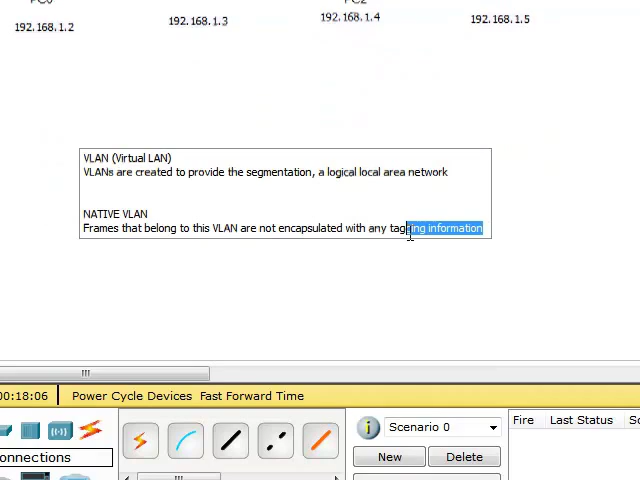 PC2
192.168.1.2
192.168.1.3
192.168.1.4
192.168.1.5
VLAN (Virtual LAN)
VLANs are created to provide the segmentation, a logical local area network
NATIVE VLAN
Frames that belong to this VLAN are not encapsulated with any tagging information
00:18:06
Power Cycle Devices Fast Forward Time
Scenario 0
Fire Last Status
onnections
New Delete